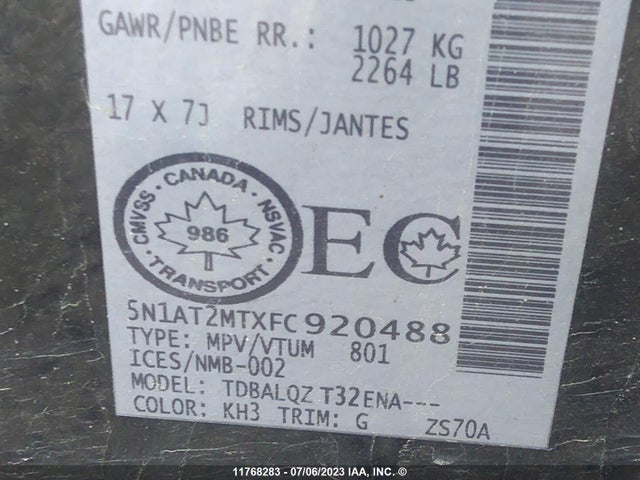 GAWR/PNBE RR.: 1027 KG
2264 LB
17 X 7J RIMS/JANTES
CMVSS · CANADA · NSVAC
986
TRANSPORT
EC
5N1AT2MTXFC920488
TYPE: MPV/VTUM 801
ICES/NMB-002
MODEL: TDBALQZ T32ENA---
COLOR: KH3 TRIM: G ZS70A
11768283 - 07/06/2023 IAA, INC. ©